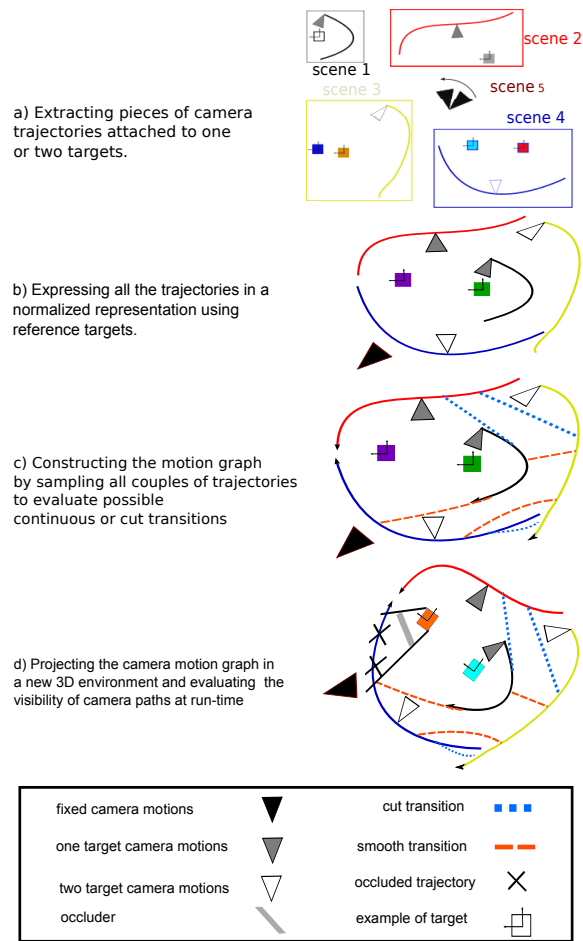 scene 1
scene 2
a) Extracting pieces of camera
trajectories attached to one
or two targets.
scene 3
scene 5
scene 4
b) Expressing all the trajectories in a
normalized representation using
reference targets.
c) Constructing the motion graph
by sampling all couples of trajectories
to evaluate possible
continuous or cut transitions
d) Projecting the camera motion graph in
a new 3D environment and evaluating the
visibility of camera paths at run-time
fixed camera motions
cut transition
one target camera motions
smooth transition
two target camera motions
occluded trajectory
occluder
example of target